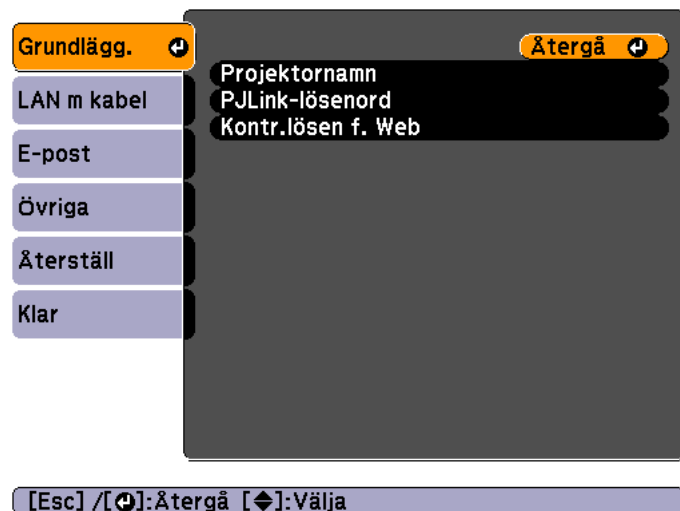 Grundlägg.
Återgå
Projektornamn
LAN m kabel
PJLink-lösenord
Kontr.lösen f. Web
E-post
Övriga
Återställ
Klar
[Esc] /[⏎]:Återgå [◆]:Välja